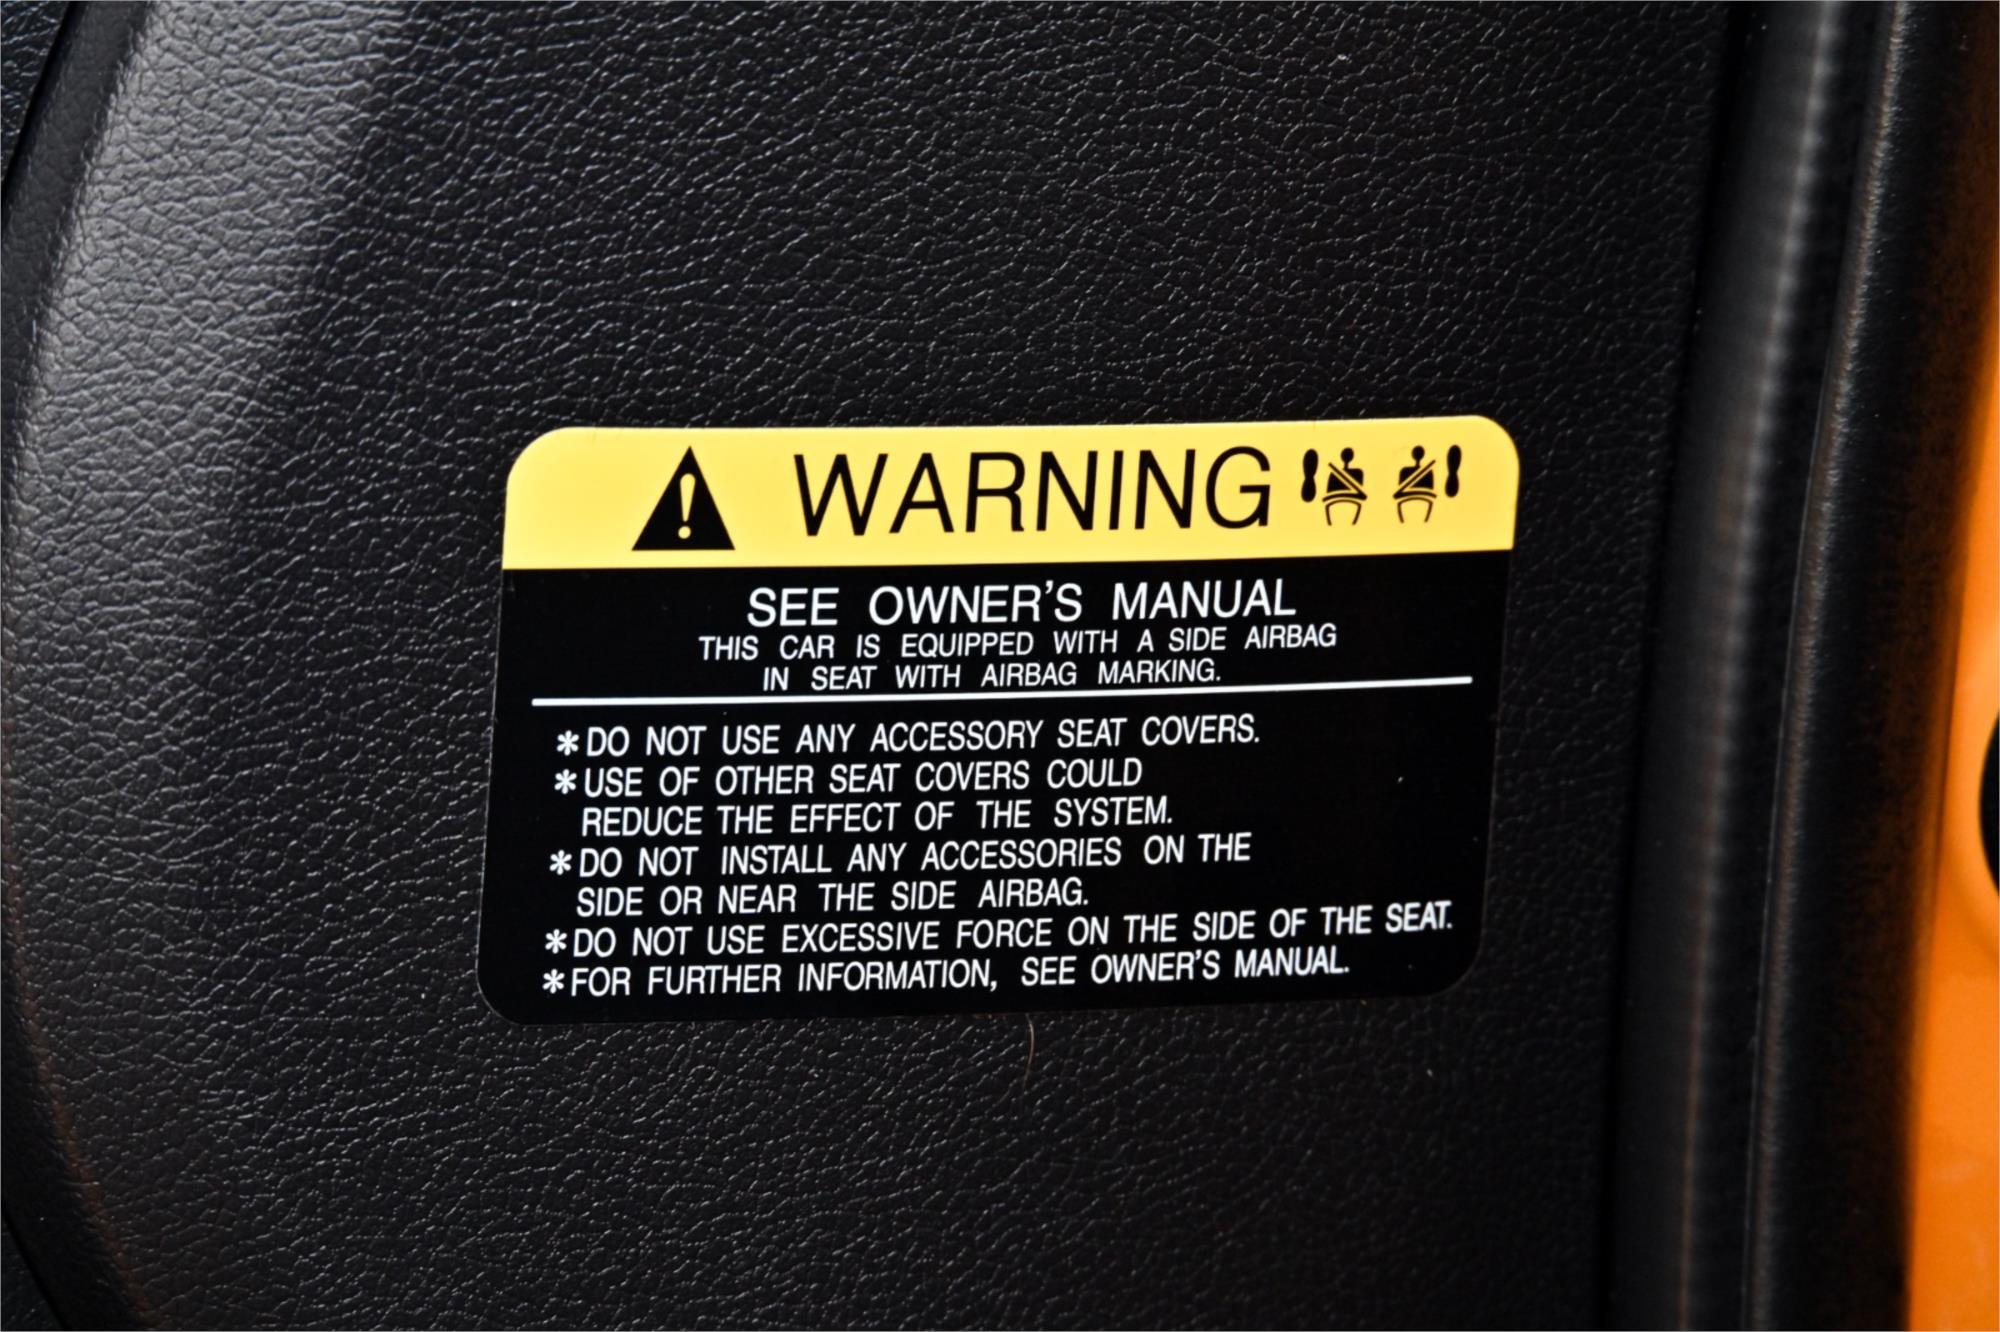 WARNING
SEE OWNER'S MANUAL
THIS CAR IS EQUIPPED WITH A SIDE AIRBAG
IN SEAT WITH AIRBAG MARKING.
*DO NOT USE ANY ACCESSORY SEAT COVERS.
*USE OF OTHER SEAT COVERS COULD
REDUCE THE EFFECT OF THE SYSTEM.
*DO NOT INSTALL ANY ACCESSORIES ON THE
SIDE OR NEAR THE SIDE AIRBAG.
*DO NOT USE EXCESSIVE FORCE ON THE SIDE OF THE SEAT.
*FOR FURTHER INFORMATION, SEE OWNER'S MANUAL.